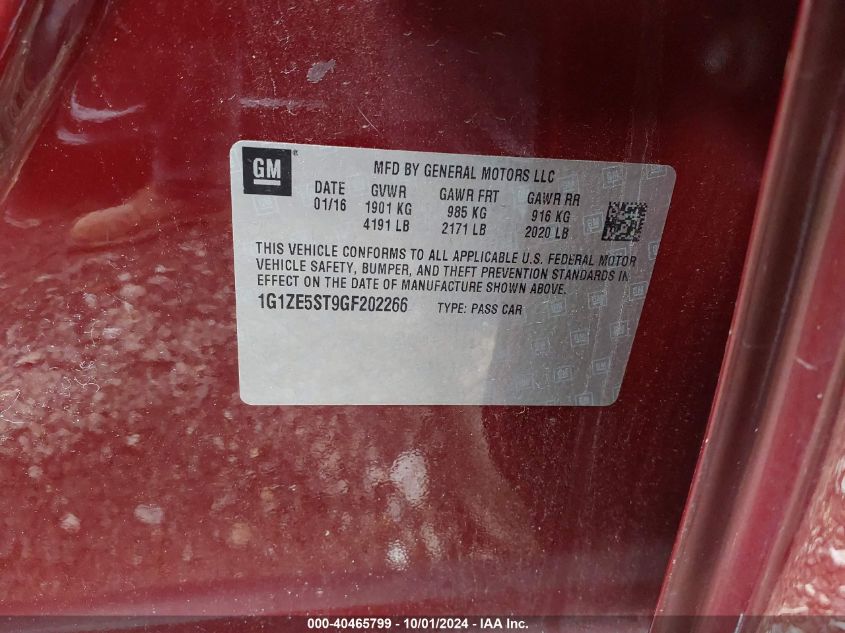 GM ® MFD BY GENERAL MOTORS LLC
DATE GVWR GAWR FRT GAWR RR
01/16 1901 KG 985 KG 916 KG
4191 LB 2171 LB 2020 LB
THIS VEHICLE CONFORMS TO ALL APPLICABLE U.S. FEDERAL MOTOR
VEHICLE SAFETY, BUMPER, AND THEFT PREVENTION STANDARDS IN
EFFECT ON THE DATE OF MANUFACTURE SHOWN ABOVE.
1G1ZE5ST9GF202266 TYPE: PASS CAR
000-40465799 - 10/01/2024 - IAA Inc.